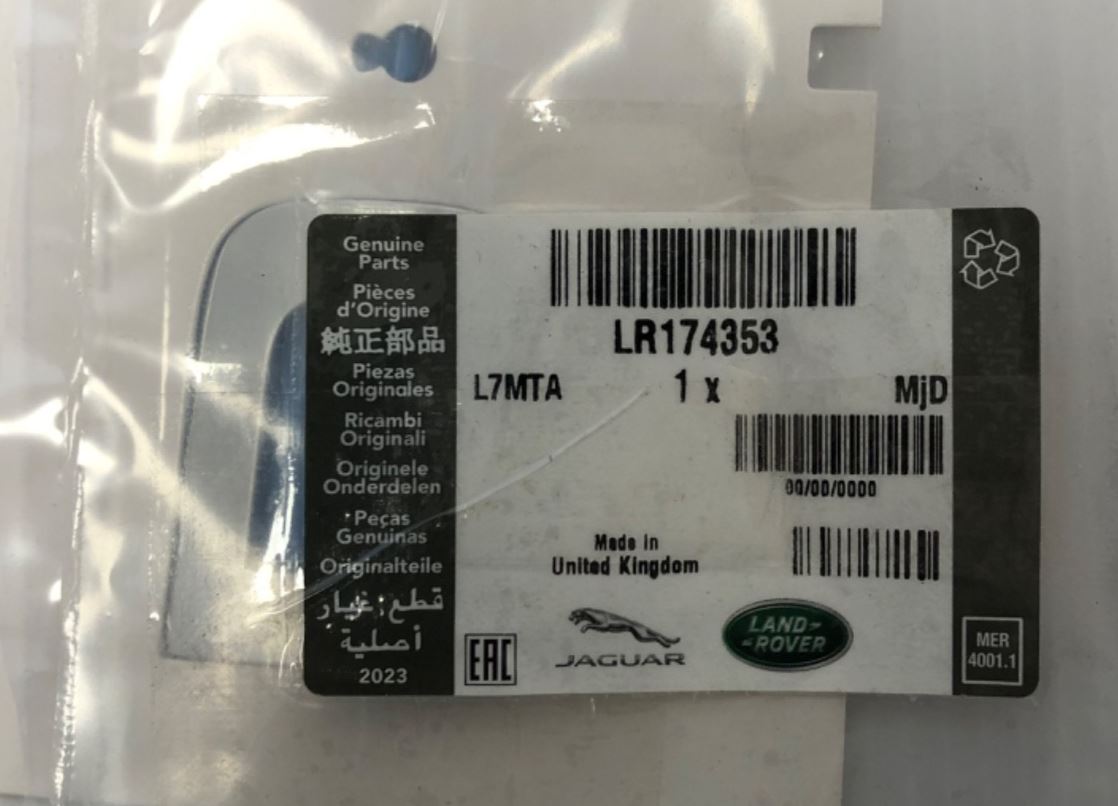 Genuine
Parts
Pièces
d'Origine
純正部品
Piezas
Originales
Ricambi
Originali
Originele
Onderdelen
Peças
Genuinas
Originalteile
قطع غيار
أصلية
2023
LR174353
L7MTA 1 x MjD
00/00/0000
Made in
United Kingdom
EAC
JAGUAR
LAND-
-ROVER
MER
4001.1